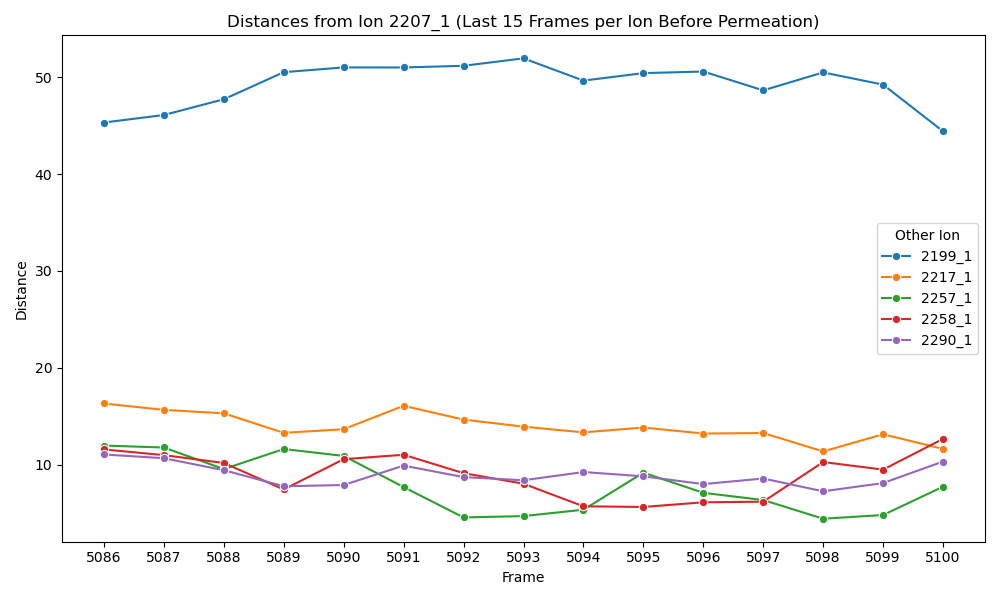 Distances from Ion 2207_1 (Last 15 Frames per Ion Before Permeation)
Distance
50
40
30
20
10
Other Ion
2199_1
2217_1
2257_1
2258_1
2290_1
5086 5087 5088 5089 5090 5091 5092 5093 5094 5095 5096 5097 5098 5099 5100
Frame